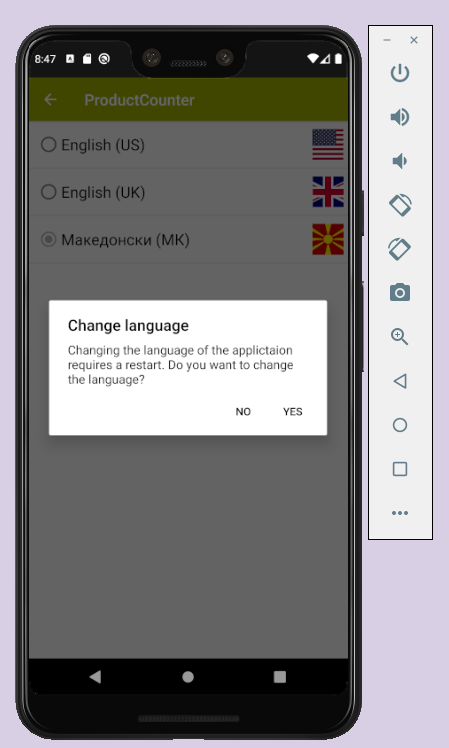 8:47
ProductCounter
English (US)
English (UK)
Македонски (MK)
Change language
Changing the language of the applictaion
requires a restart. Do you want to change
the language?
NO YES